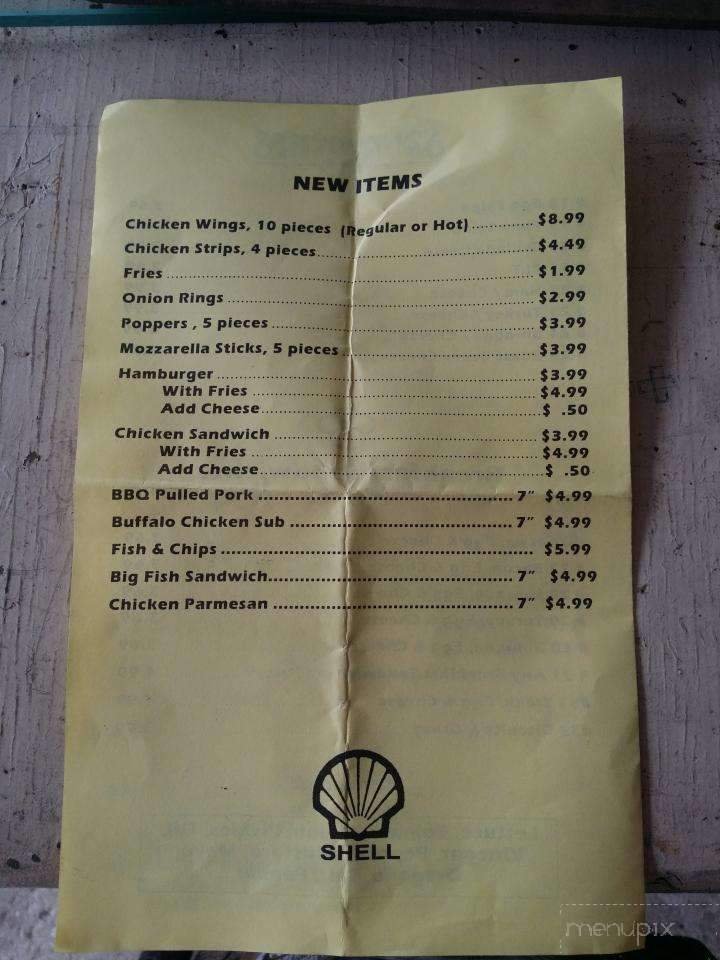 NEW ITEMS
Chicken Wings, 10 pieces (Regular or Hot) ............... $8.99
Chicken Strips, 4 pieces ............... $4.49
Fries ............... $1.99
Onion Rings ............... $2.99
Poppers , 5 pieces ............... $3.99
Mozzarella Sticks, 5 pieces ............... $3.99
Hamburger ............... $3.99
With Fries ............... $4.99
Add Cheese ............... $ .50
Chicken Sandwich ............... $3.99
With Fries ............... $4.99
Add Cheese ............... $ .50
BBQ Pulled Pork ............... 7" $4.99
Buffalo Chicken Sub ............... 7" $4.99
Fish & Chips ............... $5.99
Big Fish Sandwich ............... 7" $4.99
Chicken Parmesan ............... 7" $4.99
SHELL
menupix